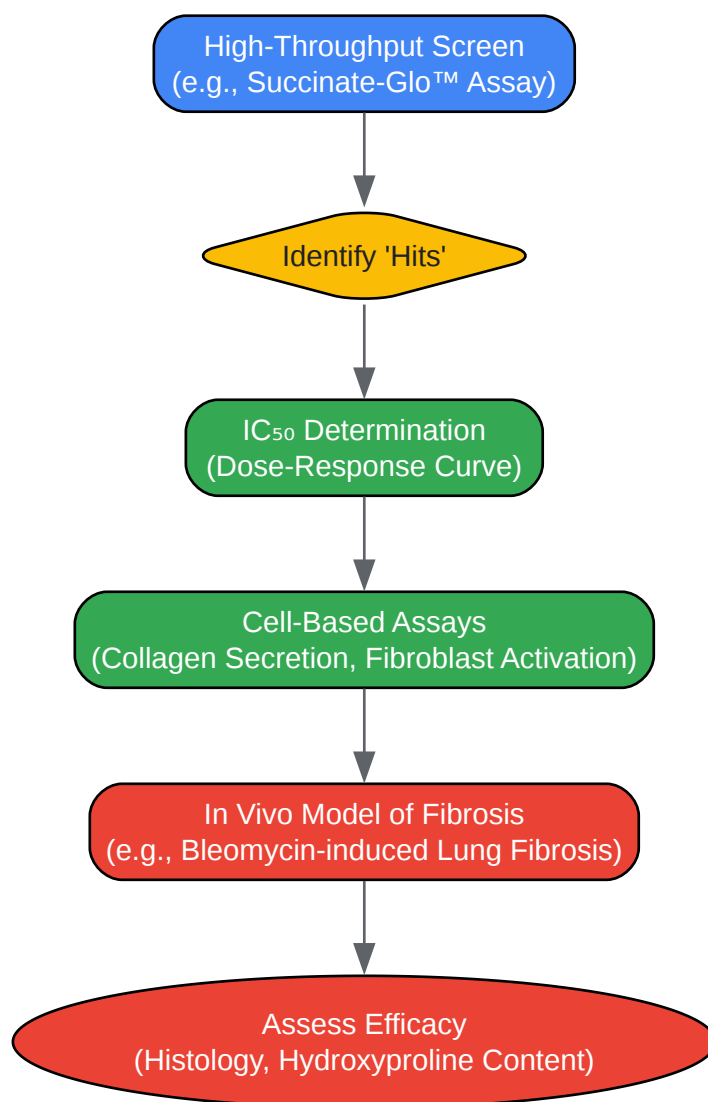 High-Throughput Screen
(e.g., Succinate-Glo™ Assay)
Identify 'Hits'
IC₅₀ Determination
(Dose-Response Curve)
Cell-Based Assays
(Collagen Secretion, Fibroblast Activation)
In Vivo Model of Fibrosis
(e.g., Bleomycin-induced Lung Fibrosis)
Assess Efficacy
(Histology, Hydroxyproline Content)